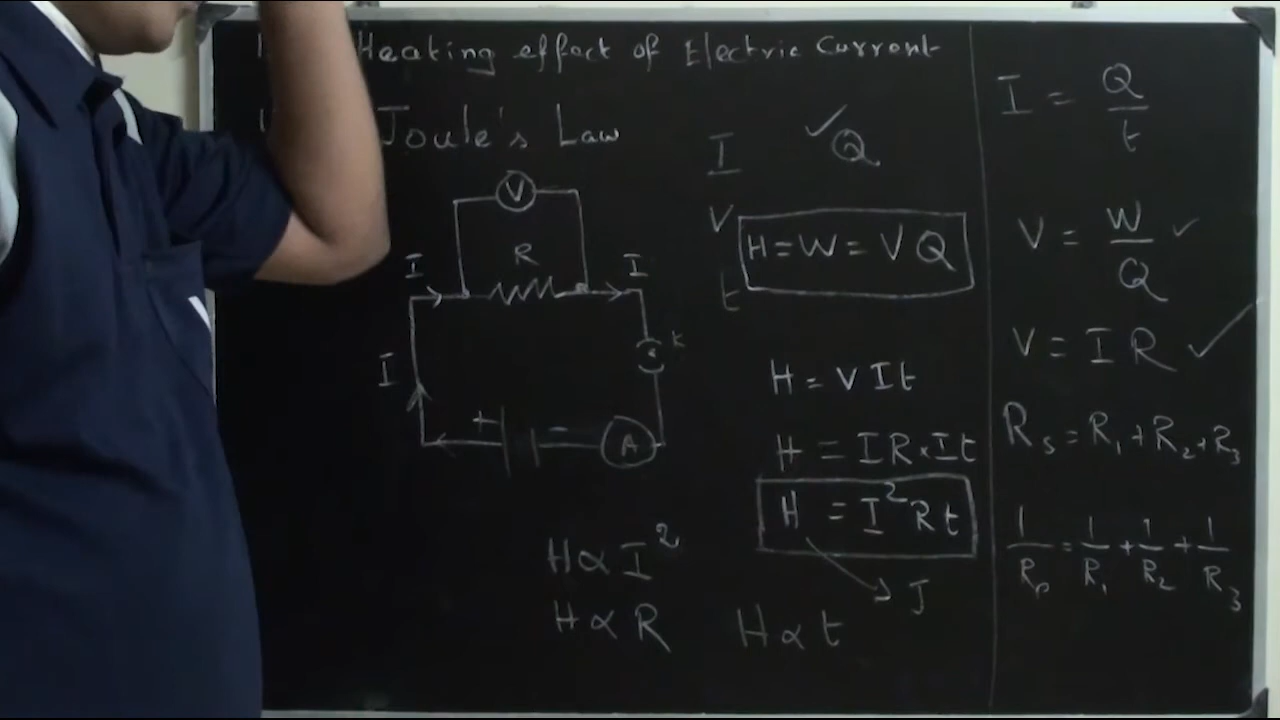 Heating effect of Electric Current
Joule's Law
I Q
V
t
H = W = V Q
H = V I t
H = I R × I t
H = I² R t
J
H ∝ I²
H ∝ R
H ∝ t
V
R
I
I
I
K
+ -
A
I = Q / t
V = W / Q
V = I R
Rs = R1 + R2 + R3
1/Rp = 1/R1 + 1/R2 + 1/R3